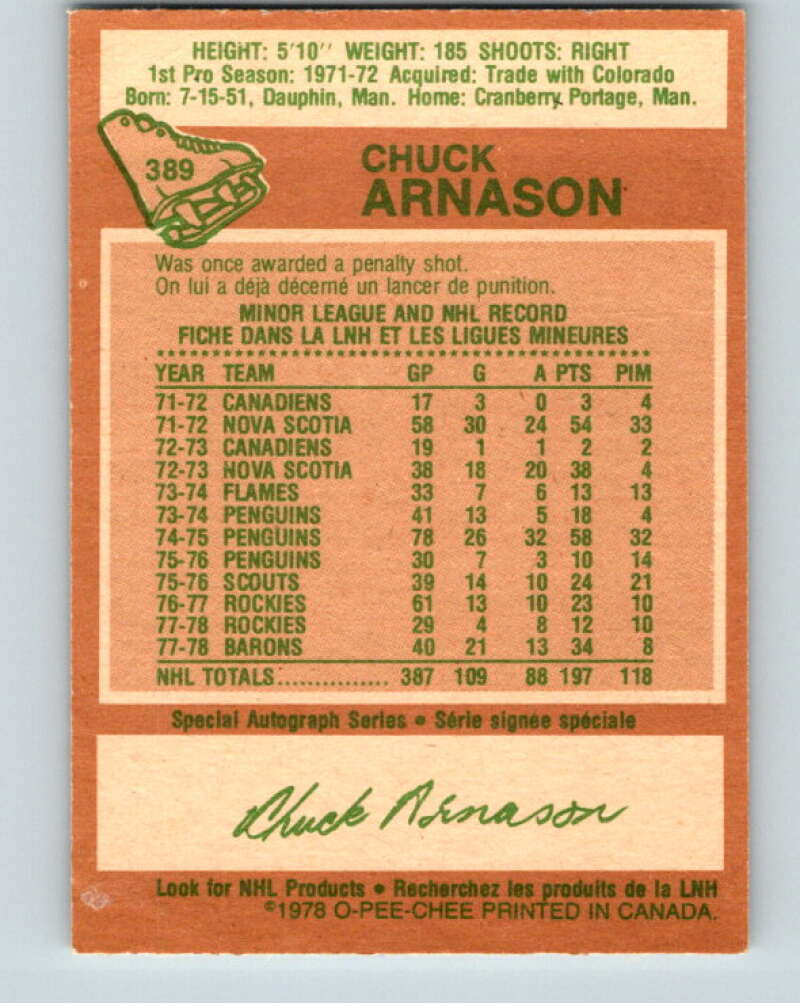 HEIGHT: 5'10'' WEIGHT: 185 SHOOTS: RIGHT
1st Pro Season: 1971-72 Acquired: Trade with Colorado
Born: 7-15-51, Dauphin, Man. Home: Cranberry Portage, Man.
389
CHUCK
ARNASON
Was once awarded a penalty shot.
On lui a déjà décerné un lancer de punition.
MINOR LEAGUE AND NHL RECORD
FICHE DANS LA LNH ET LES LIGUES MINEURES
YEAR TEAM GP G A PTS PIM
71-72 CANADIENS 17 3 0 3 4
71-72 NOVA SCOTIA 58 30 24 54 33
72-73 CANADIENS 19 1 1 2 2
72-73 NOVA SCOTIA 38 18 20 38 4
73-74 FLAMES 33 7 6 13 13
73-74 PENGUINS 41 13 5 18 4
74-75 PENGUINS 78 26 32 58 32
75-76 PENGUINS 30 7 3 10 14
75-76 SCOUTS 39 14 10 24 21
76-77 ROCKIES 61 13 10 23 10
77-78 ROCKIES 29 4 8 12 10
77-78 BARONS 40 21 13 34 8
NHL TOTALS............... 387 109 88 197 118
Special Autograph Series • Série signée spéciale
Chuck Arnason
Look for NHL Products • Recherchez les produits de la LNH
©1978 O-PEE-CHEE PRINTED IN CANADA.